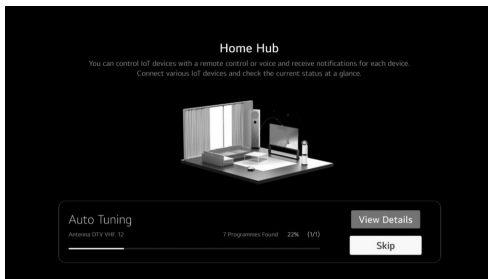 Home Hub
You can control IoT devices with a remote control or voice and receive notifications for each device.
Connect various IoT devices and check the current status at a glance.
Auto Tuning
View Details
Antenna DTV VHF. 12 7 Programmes Found 22% (1/1)
Skip